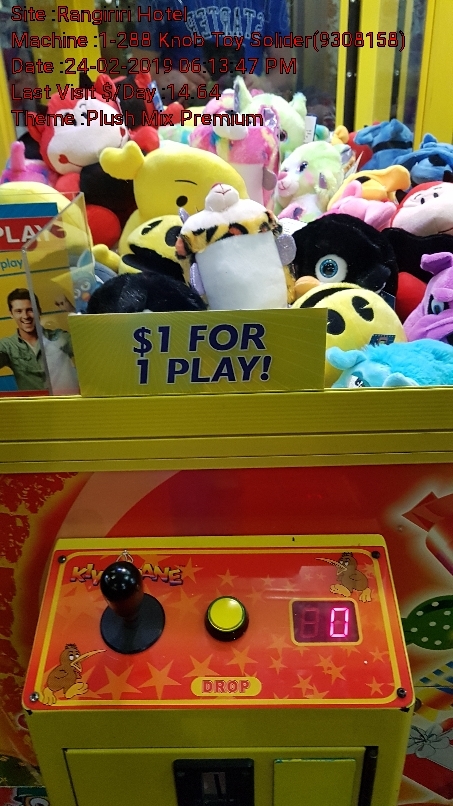 Site :Rangiriri Hotel
Machine :1-288 Knob Toy Solider(9308158)
Date :24-02-2019 06:13:47 PM
Last Visit $/Day :14.64
Theme :Plush Mix Premium
PLAY
play
$1 FOR
1 PLAY!
0
DROP